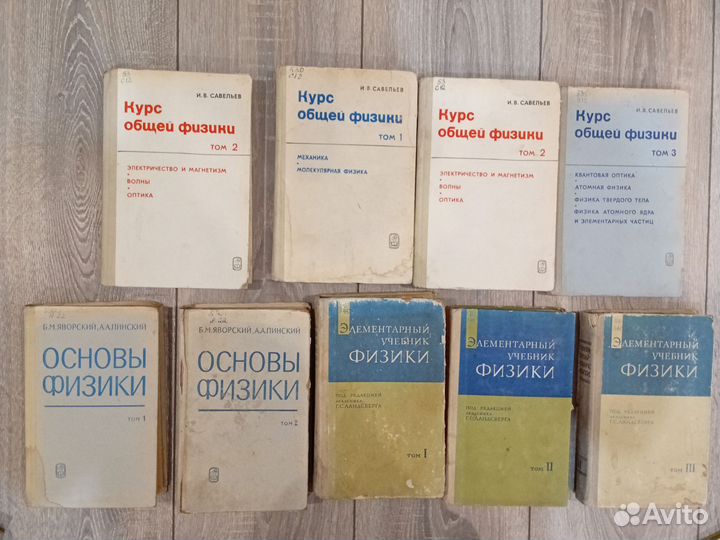 И. В. САВЕЛЬЕВ
Курс
общей физики
ТОМ 2
ЭЛЕКТРИЧЕСТВО И МАГНЕТИЗМ
ВОЛНЫ
ОПТИКА
И. В. САВЕЛЬЕВ
Курс
общей физики
ТОМ 1
МЕХАНИКА
МОЛЕКУЛЯРНАЯ ФИЗИКА
И. В. САВЕЛЬЕВ
Курс
общей физики
ТОМ 2
ЭЛЕКТРИЧЕСТВО И МАГНЕТИЗМ
ВОЛНЫ
ОПТИКА
И. В. САВЕЛЬЕВ
Курс
общей физики
ТОМ 3
КВАНТОВАЯ ОПТИКА
АТОМНАЯ ФИЗИКА
ФИЗИКА ТВЕРДОГО ТЕЛА
ФИЗИКА АТОМНОГО ЯДРА
И ЭЛЕМЕНТАРНЫХ ЧАСТИЦ
Б.М. ЯВОРСКИЙ, А.А. ПИНСКИЙ
ОСНОВЫ
ФИЗИКИ
ТОМ 1
Б.М. ЯВОРСКИЙ, А.А. ПИНСКИЙ
ОСНОВЫ
ФИЗИКИ
ТОМ 2
ЭЛЕМЕНТАРНЫЙ
УЧЕБНИК
ФИЗИКИ
ПОД РЕДАКЦИЕЙ
АКАДЕМИКА
Г.С. ЛАНДСБЕРГА
ТОМ I
ЭЛЕМЕНТАРНЫЙ
УЧЕБНИК
ФИЗИКИ
ПОД РЕДАКЦИЕЙ
АКАДЕМИКА
Г.С. ЛАНДСБЕРГА
ТОМ II
ЭЛЕМЕНТАРНЫЙ
УЧЕБНИК
ФИЗИКИ
ПОД РЕДАКЦИЕЙ
АКАДЕМИКА
Г.С. ЛАНДСБЕРГА
ТОМ III
Avito